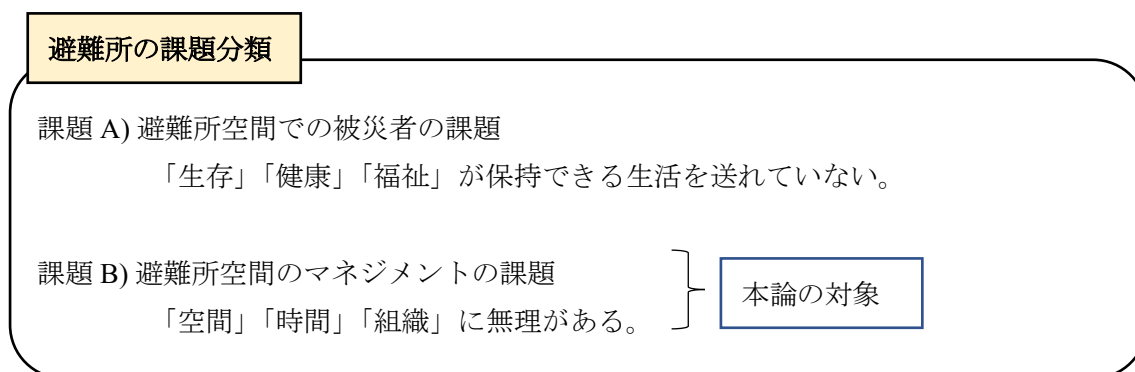 避難所の課題分類
課題 A) 避難所空間での被災者の課題
「生存」「健康」「福祉」が保持できる生活を送れていない。
課題 B) 避難所空間のマネジメントの課題
「空間」「時間」「組織」に無理がある。
本論の対象